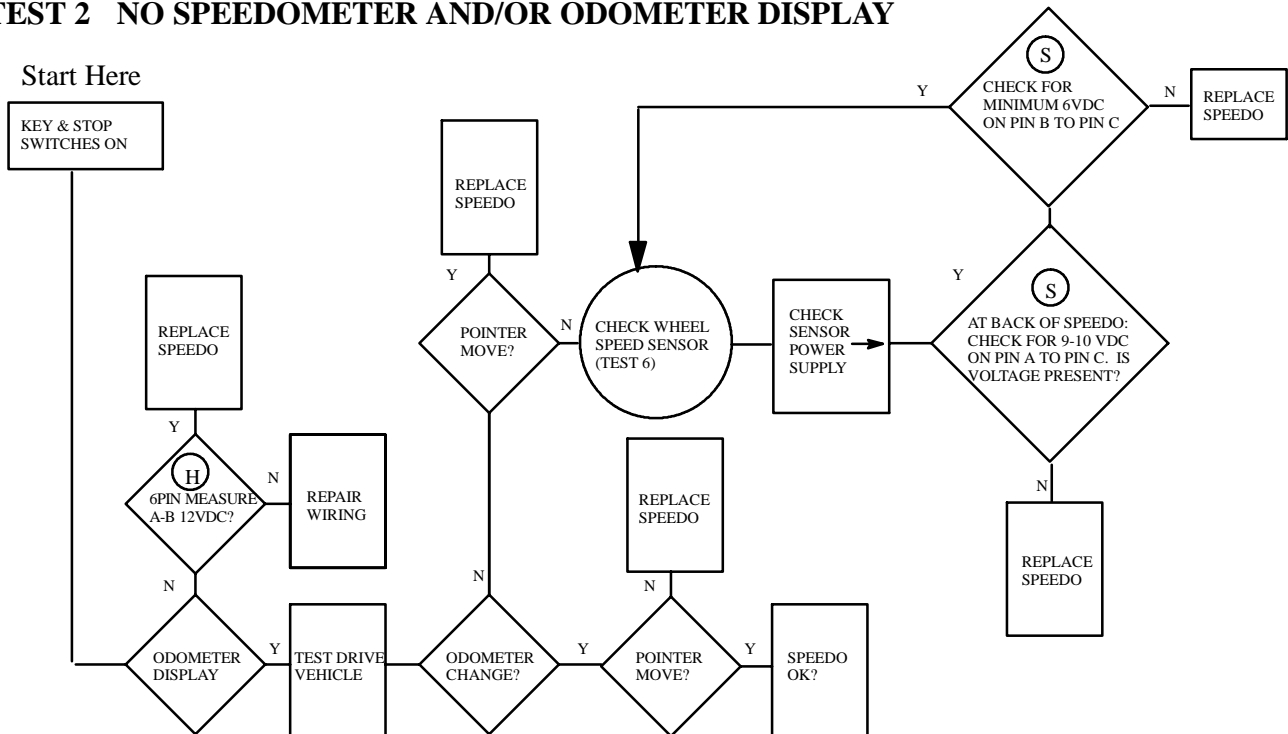 TEST 2 NO SPEEDOMETER AND/OR ODOMETER DISPLAY
Start Here
KEY & STOP
SWITCHES ON
ODOMETER
DISPLAY
N
H
6PIN MEASURE
A-B 12VDC?
Y
REPLACE
SPEEDO
N
REPAIR
WIRING
Y
TEST DRIVE
VEHICLE
ODOMETER
CHANGE?
N
POINTER
MOVE?
Y
REPLACE
SPEEDO
N
CHECK WHEEL
SPEED SENSOR
(TEST 6)
Y
POINTER
MOVE?
N
REPLACE
SPEEDO
Y
SPEEDO
OK?
CHECK
SENSOR
POWER
SUPPLY
S
AT BACK OF SPEEDO:
CHECK FOR 9-10 VDC
ON PIN A TO PIN C. IS
VOLTAGE PRESENT?
N
REPLACE
SPEEDO
Y
S
CHECK FOR
MINIMUM 6VDC
ON PIN B TO PIN C
Y
N
REPLACE
SPEEDO